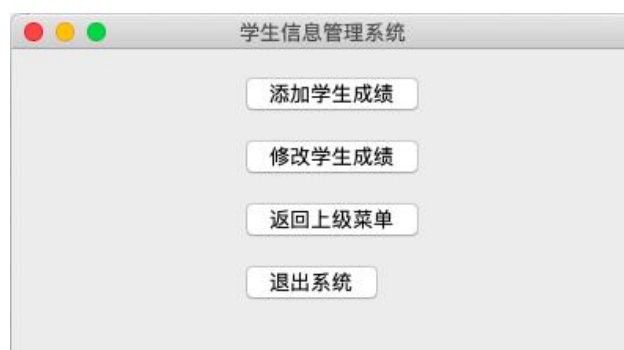 学生信息管理系统
添加学生成绩
修改学生成绩
返回上级菜单
退出系统